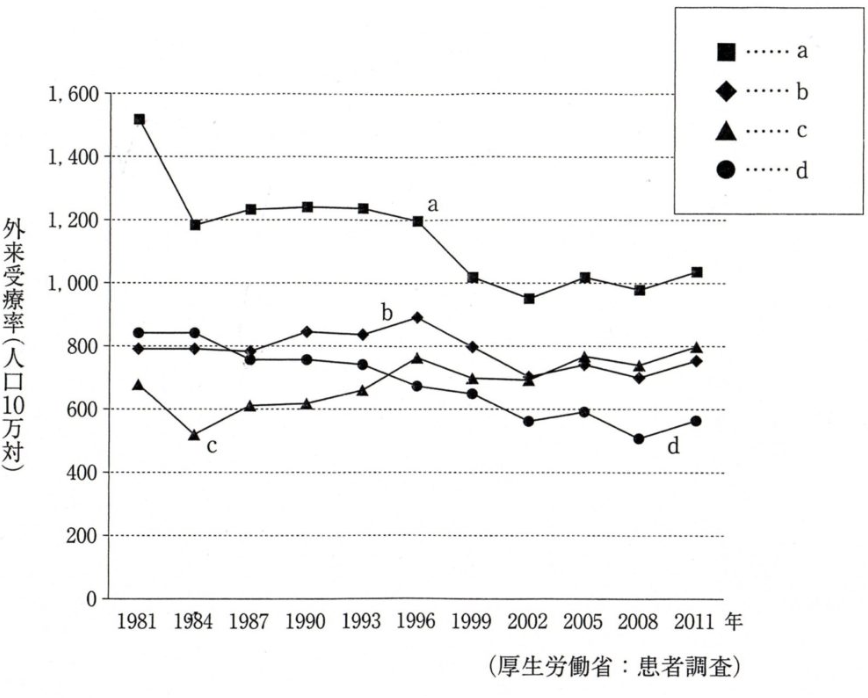 ■ ⋯⋯ a
◆ ⋯⋯ b
▲ ⋯⋯ c
● ⋯⋯ d
外来受療率(人口10万対)
1,600
1,400
1,200
1,000
800
600
400
200
0
a
b
c
d
1981 1984 1987 1990 1993 1996 1999 2002 2005 2008 2011 年
(厚生労働省：患者調査)